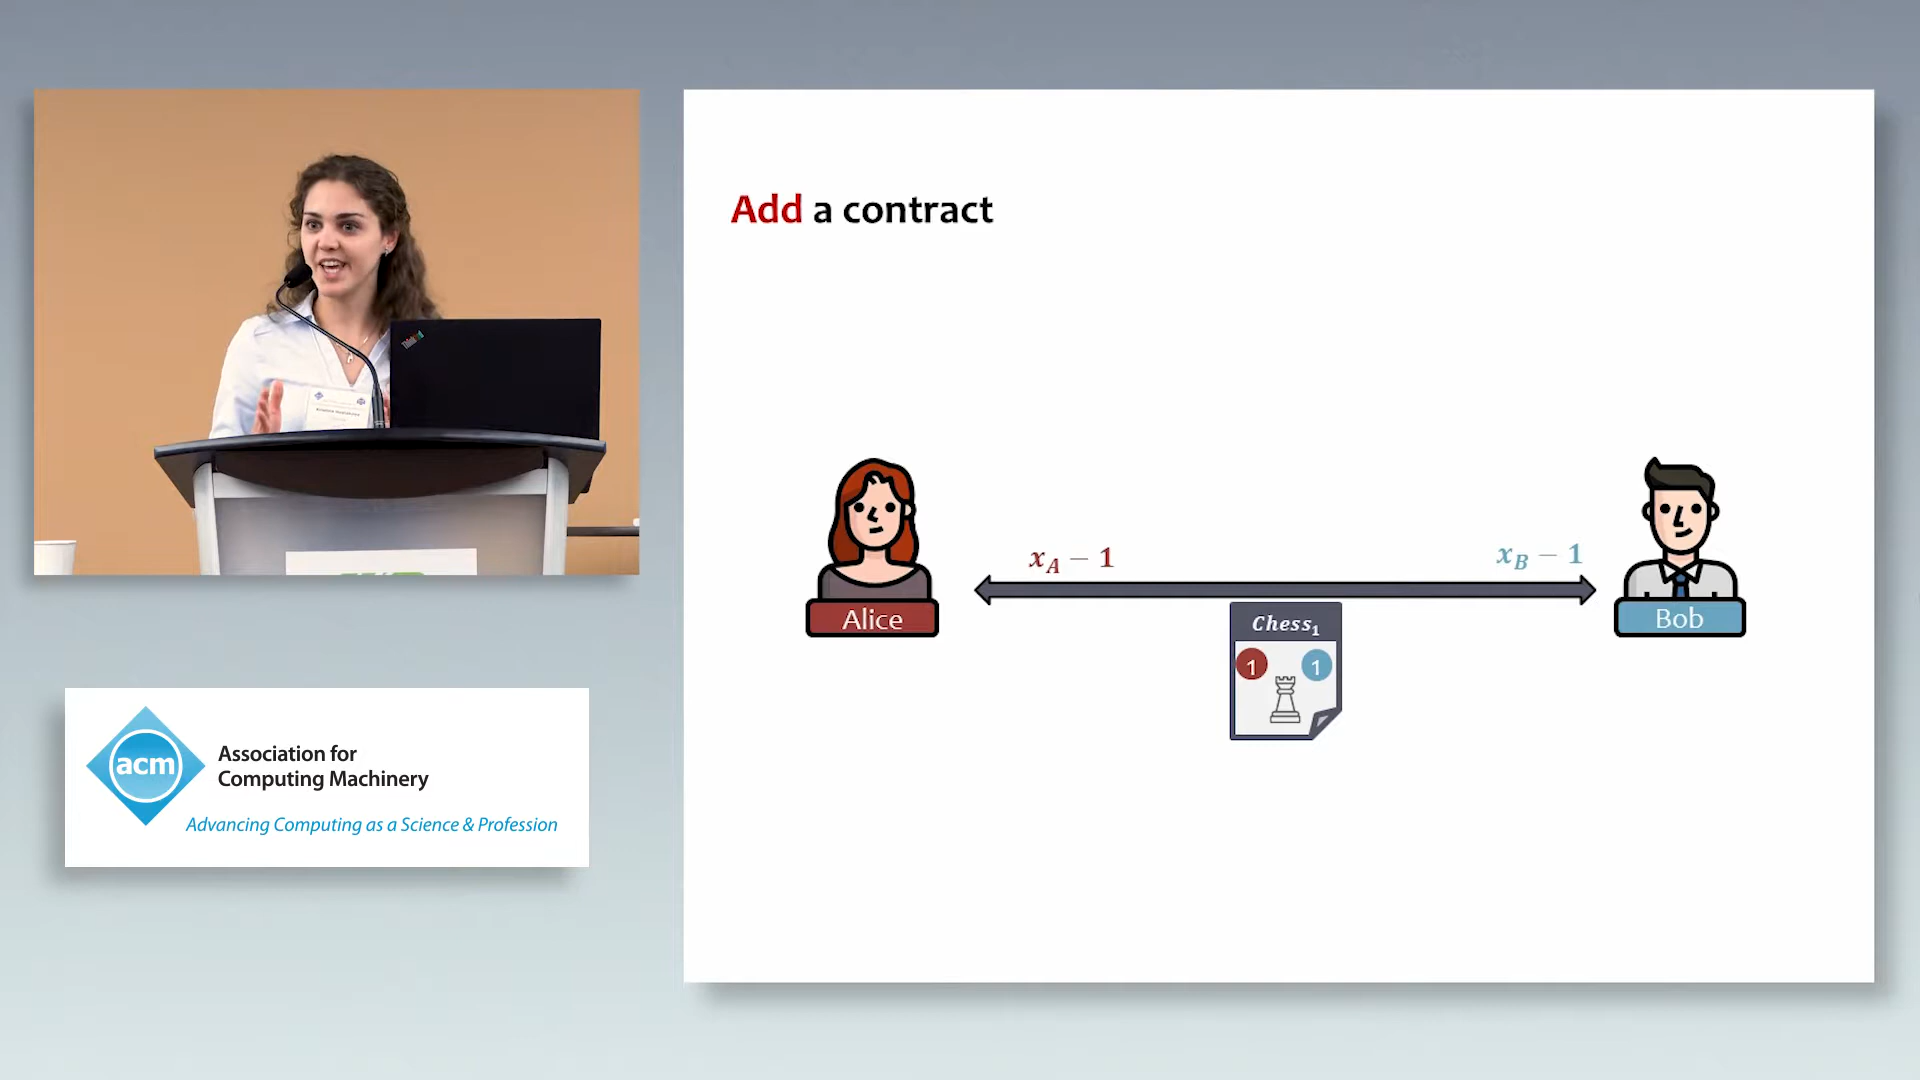 Add a contract
x_A − 1
x_B − 1
Alice
Bob
Chess₁
1 1
acm
Association for
Computing Machinery
Advancing Computing as a Science & Profession
ThinkPad